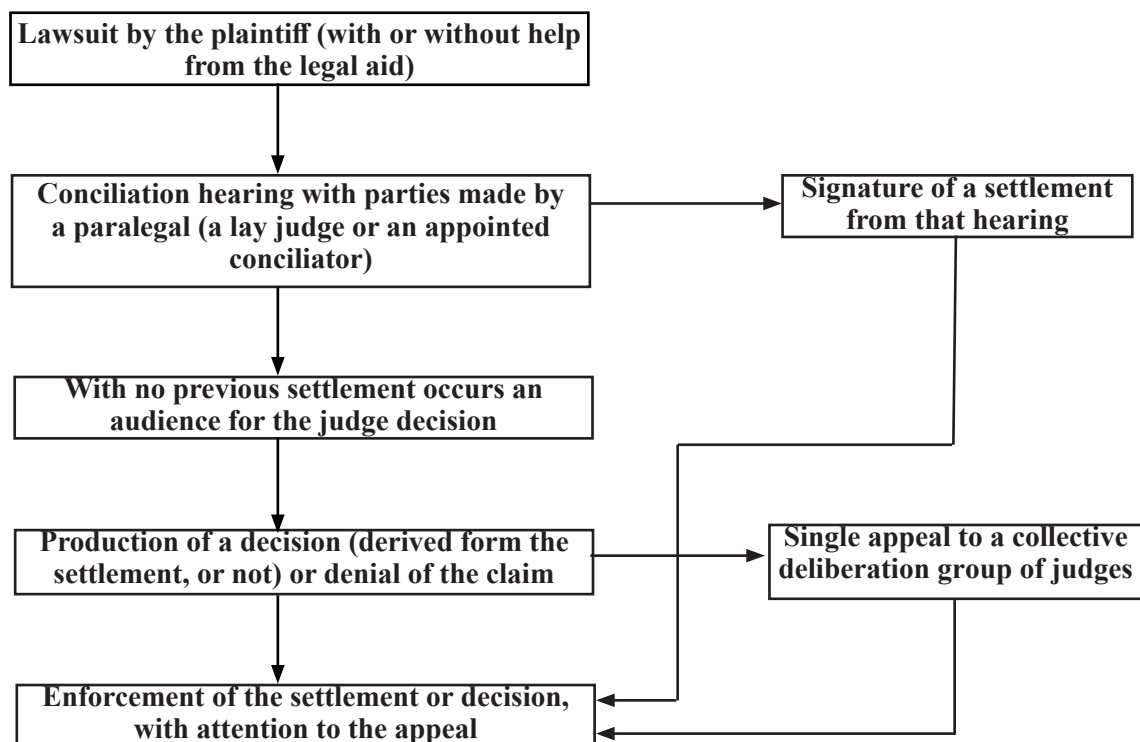 Lawsuit by the plaintiff (with or without help
from the legal aid)
Conciliation hearing with parties made by
a paralegal (a lay judge or an appointed
conciliator)
Signature of a settlement
from that hearing
With no previous settlement occurs an
audience for the judge decision
Production of a decision (derived form the
settlement, or not) or denial of the claim
Single appeal to a collective
deliberation group of judges
Enforcement of the settlement or decision,
with attention to the appeal